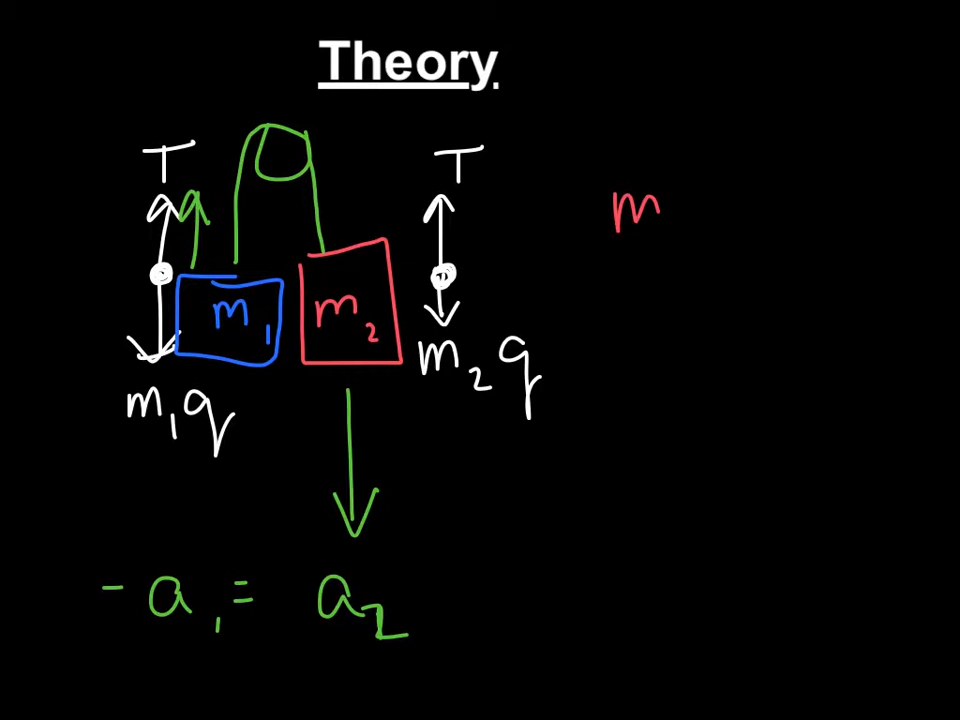 Theory
T
T
m
m₁
m₂
m₂g
m₁g
-a₁ = a₂